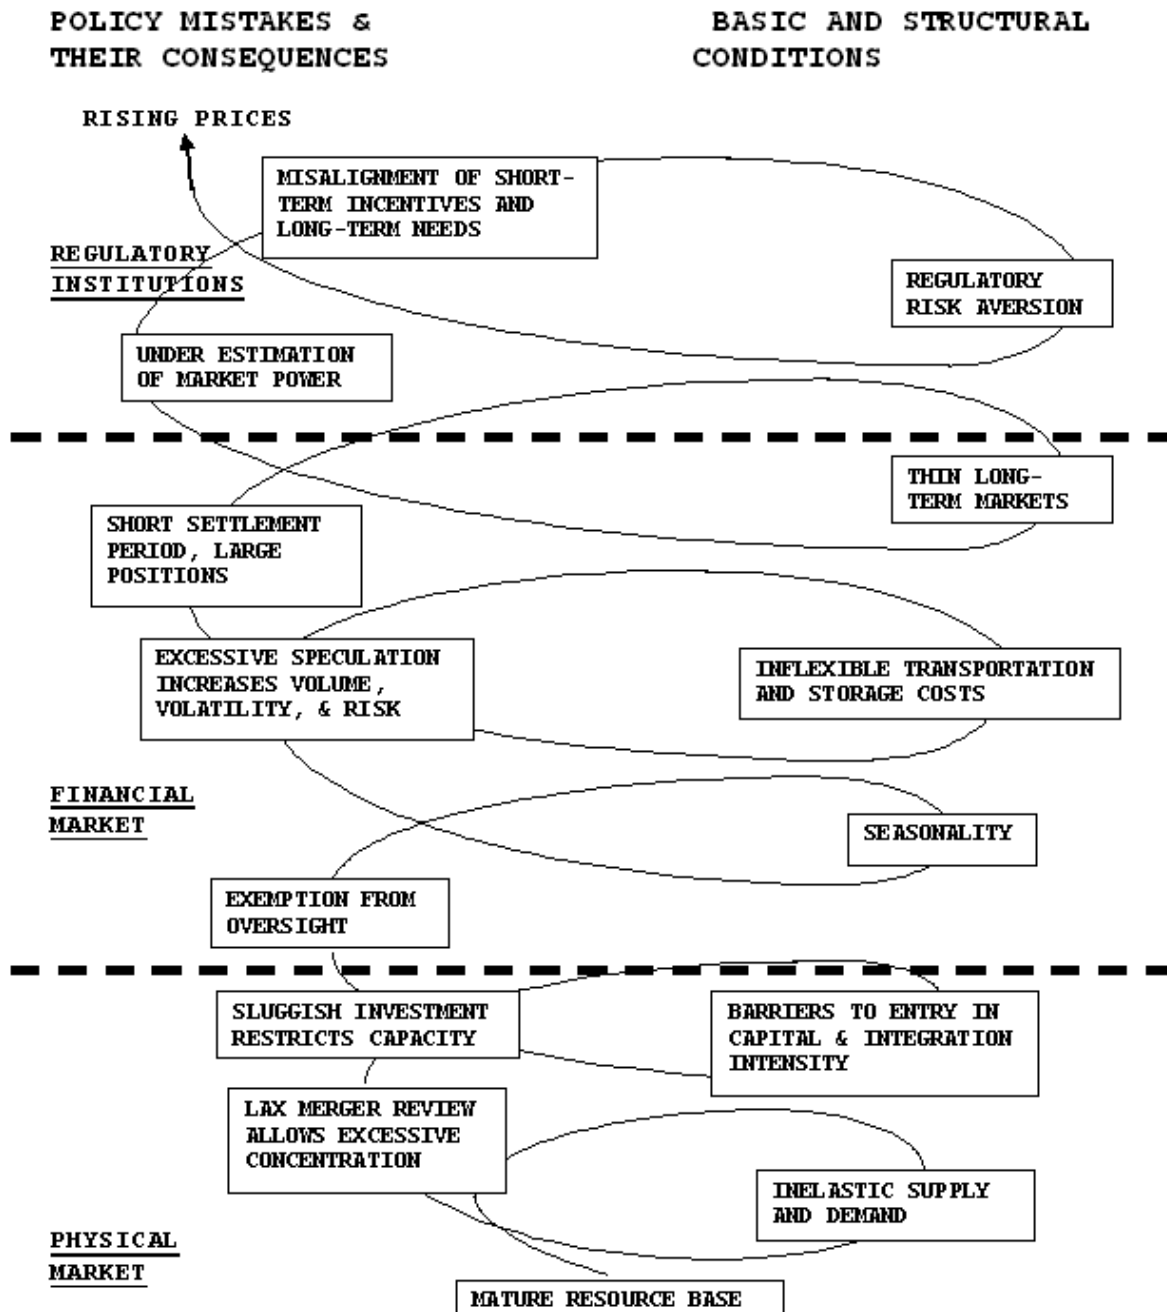 POLICY MISTAKES &
THEIR CONSEQUENCES
BASIC AND STRUCTURAL
CONDITIONS
RISING PRICES
MISALIGNMENT OF SHORT-
TERM INCENTIVES AND
LONG-TERM NEEDS
REGULATORY
INSTITUTIONS
REGULATORY
RISK AVERSION
UNDER ESTIMATION
OF MARKET POWER
THIN LONG-
TERM MARKETS
SHORT SETTLEMENT
PERIOD, LARGE
POSITIONS
EXCESSIVE SPECULATION
INCREASES VOLUME,
VOLATILITY, & RISK
INFLEXIBLE TRANSPORTATION
AND STORAGE COSTS
FINANCIAL
MARKET
SEASONALITY
EXEMPTION FROM
OVERSIGHT
SLUGGISH INVESTMENT
RESTRICTS CAPACITY
BARRIERS TO ENTRY IN
CAPITAL & INTEGRATION
INTENSITY
LAX MERGER REVIEW
ALLOWS EXCESSIVE
CONCENTRATION
INELASTIC SUPPLY
AND DEMAND
PHYSICAL
MARKET
MATURE RESOURCE BASE